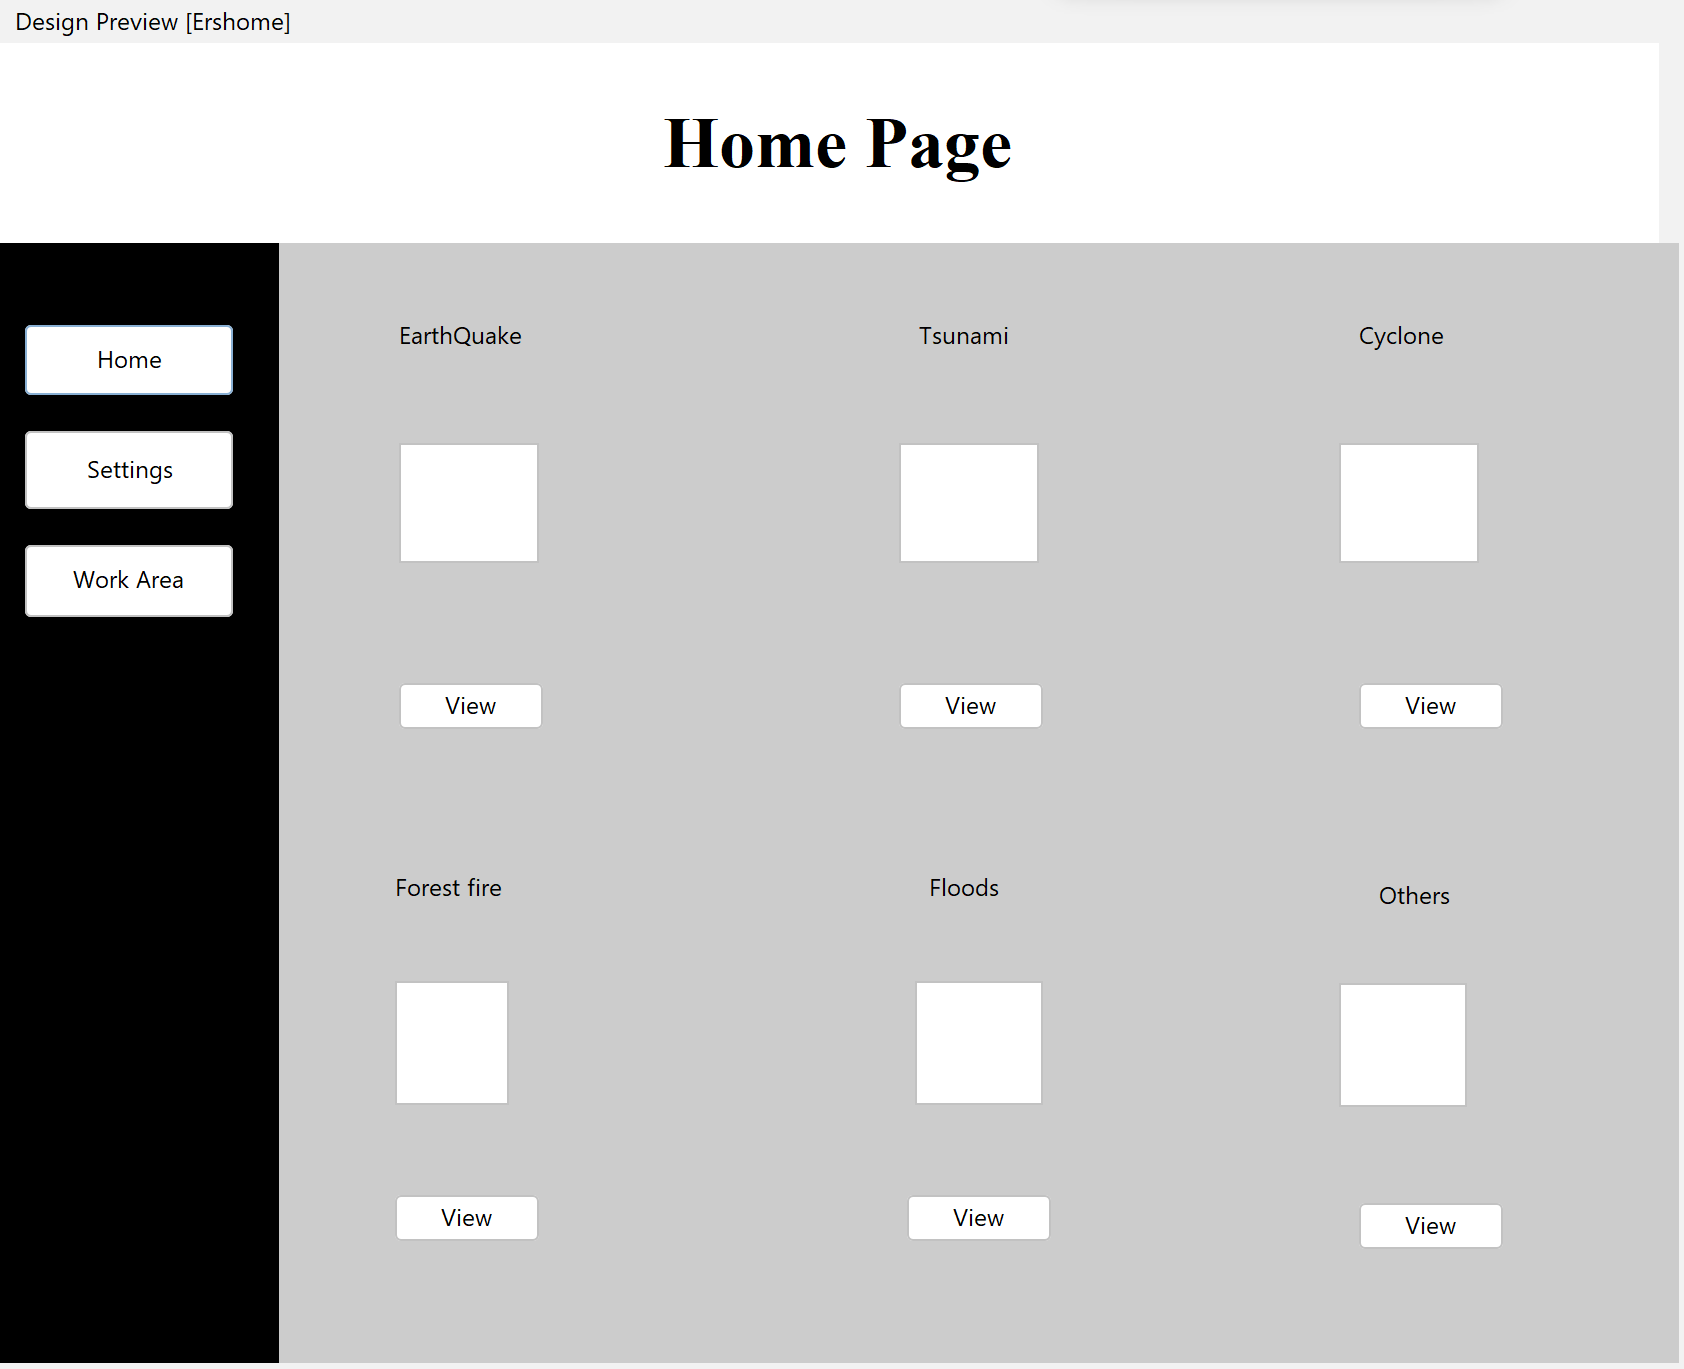 Design Preview [Ershome]
Home Page
Home
Settings
Work Area
EarthQuake
Tsunami
Cyclone
View
View
View
Forest fire
Floods
Others
View
View
View